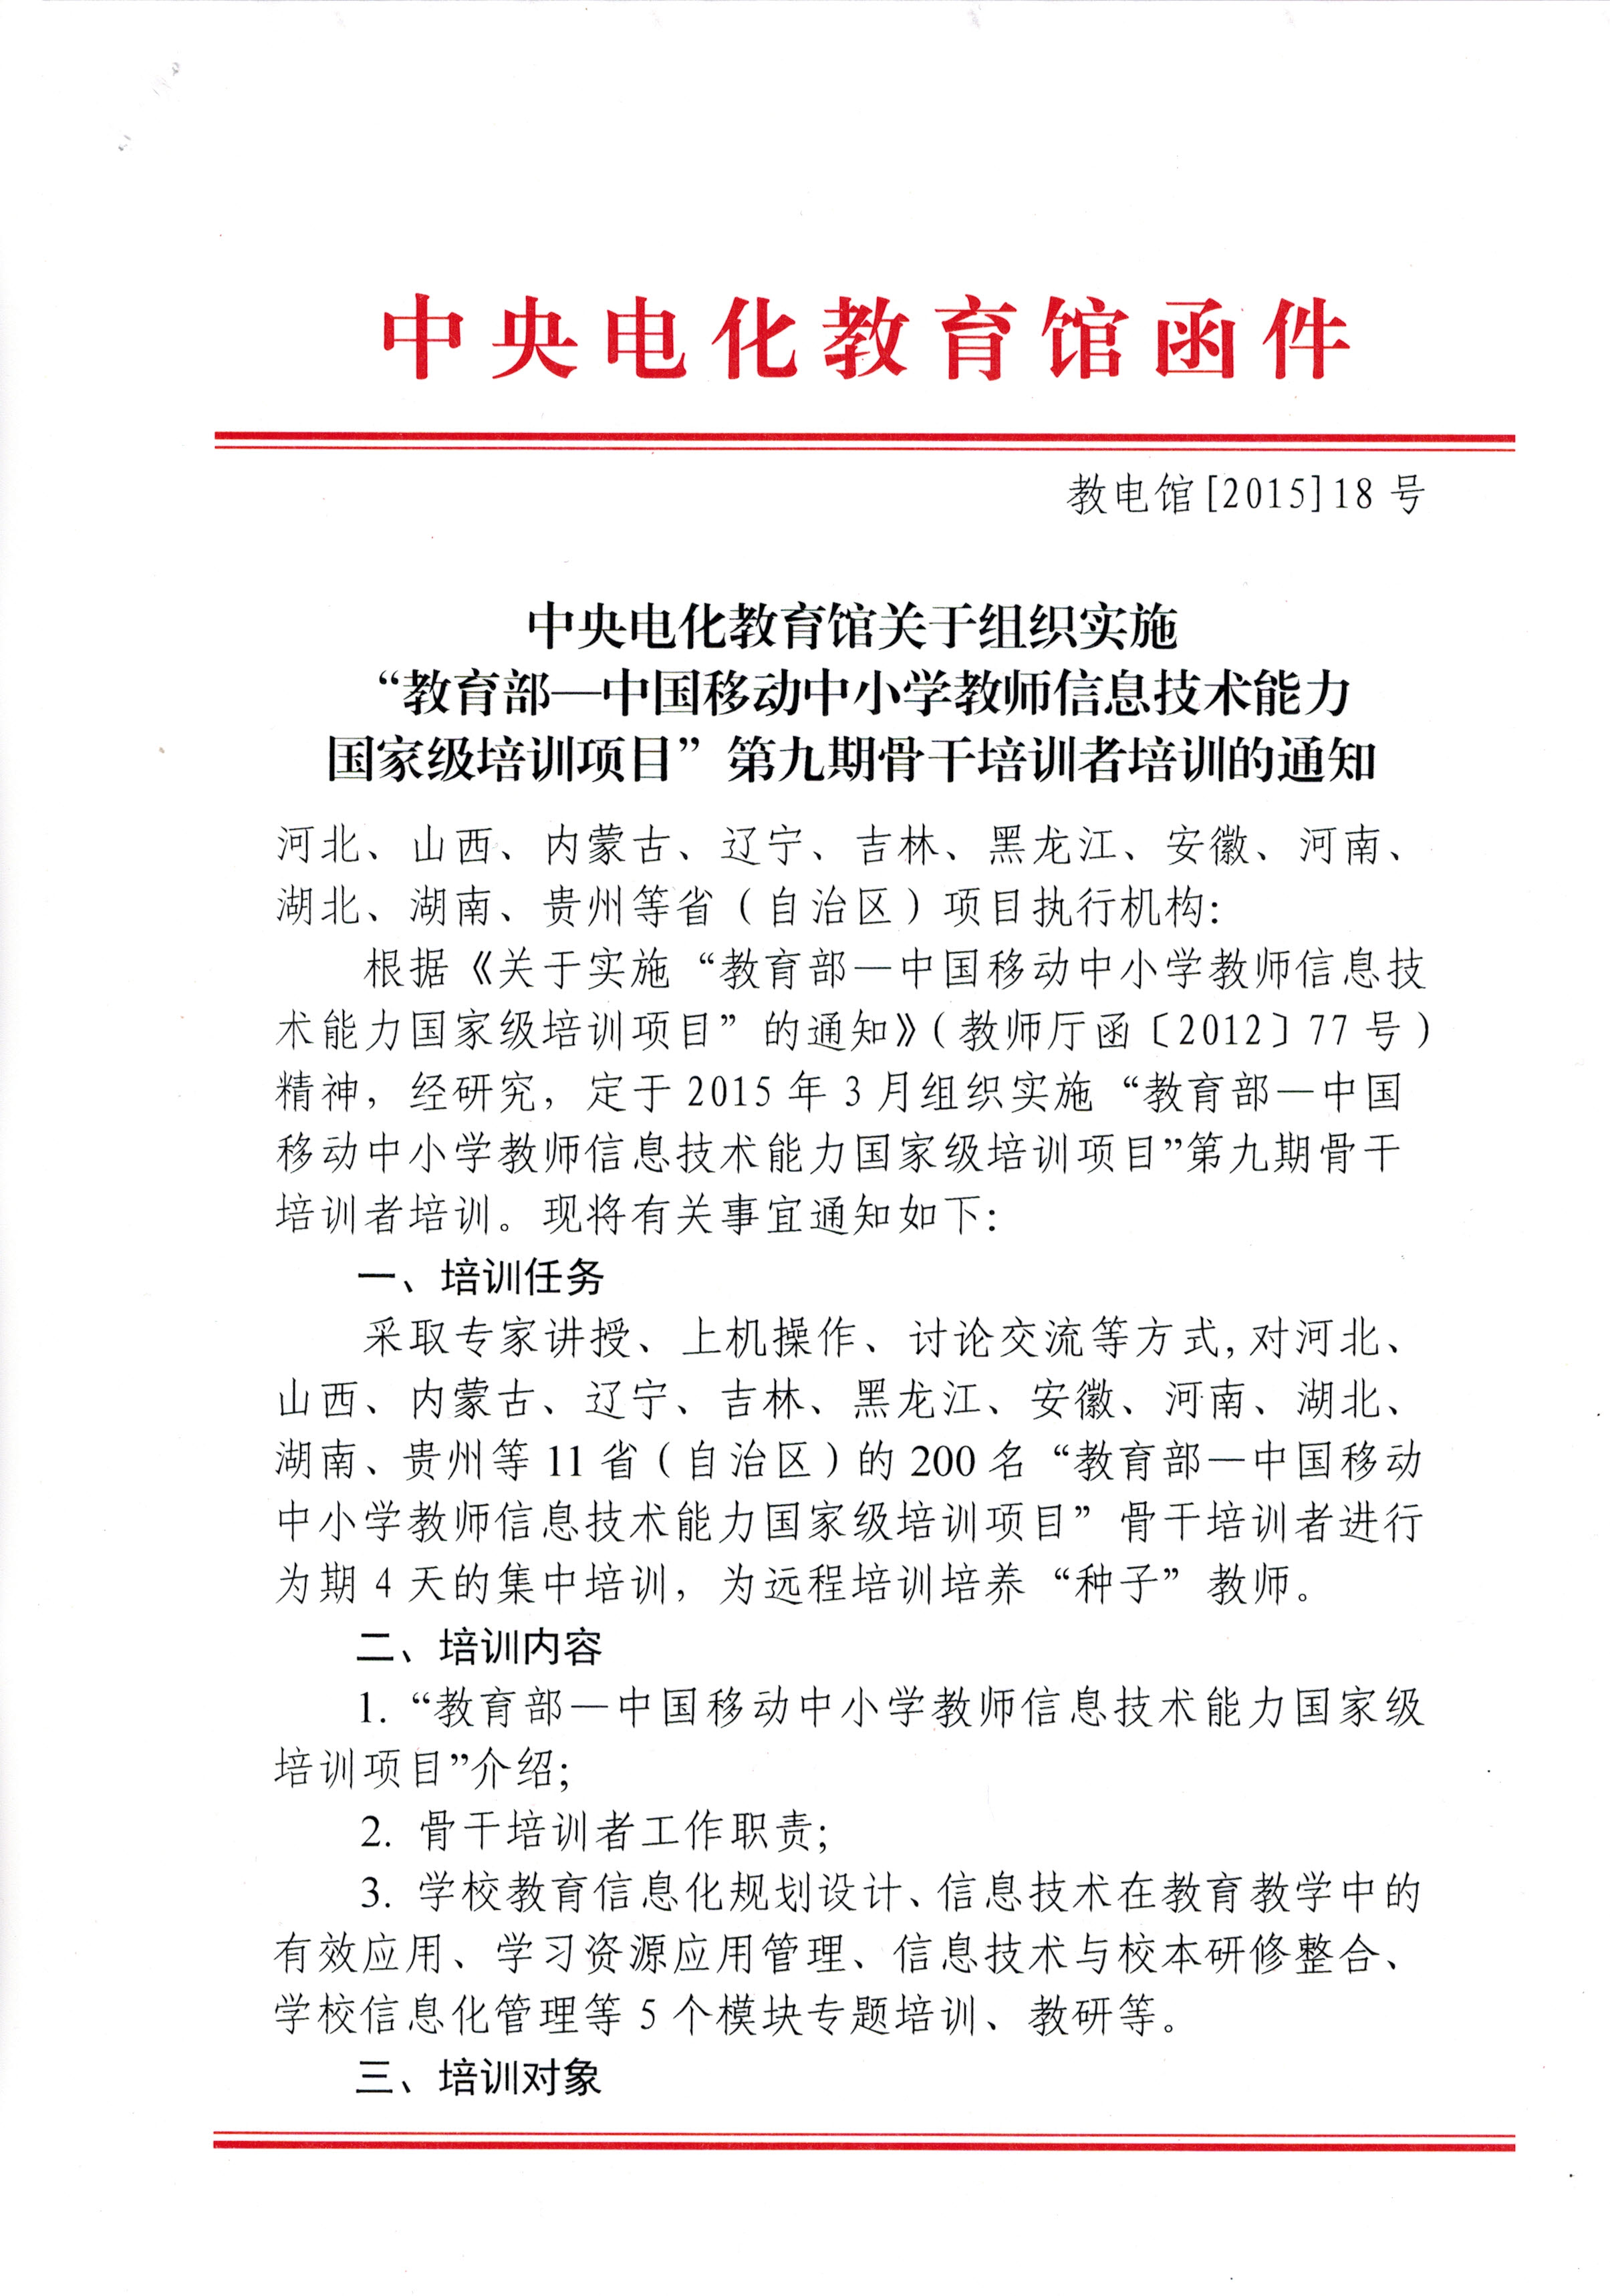 中央电化教育馆函件
教电馆[2015]18 号
中央电化教育馆关于组织实施
“教育部—中国移动中小学教师信息技术能力
国家级培训项目”第九期骨干培训者培训的通知
河北、山西、内蒙古、辽宁、吉林、黑龙江、安徽、河南、
湖北、湖南、贵州等省（自治区）项目执行机构:
根据《关于实施“教育部—中国移动中小学教师信息技
术能力国家级培训项目”的通知》（教师厅函〔2012〕77 号）
精神，经研究，定于 2015 年 3 月组织实施“教育部—中国
移动中小学教师信息技术能力国家级培训项目”第九期骨干
培训者培训。现将有关事宜通知如下:
一、培训任务
采取专家讲授、上机操作、讨论交流等方式,对河北、
山西、内蒙古、辽宁、吉林、黑龙江、安徽、河南、湖北、
湖南、贵州等 11 省（自治区）的 200 名“教育部—中国移动
中小学教师信息技术能力国家级培训项目”骨干培训者进行
为期 4 天的集中培训，为远程培训培养“种子”教师。
二、培训内容
1. “教育部—中国移动中小学教师信息技术能力国家级
培训项目”介绍;
2. 骨干培训者工作职责;
3. 学校教育信息化规划设计、信息技术在教育教学中的
有效应用、学习资源应用管理、信息技术与校本研修整合、
学校信息化管理等 5 个模块专题培训、教研等。
三、培训对象